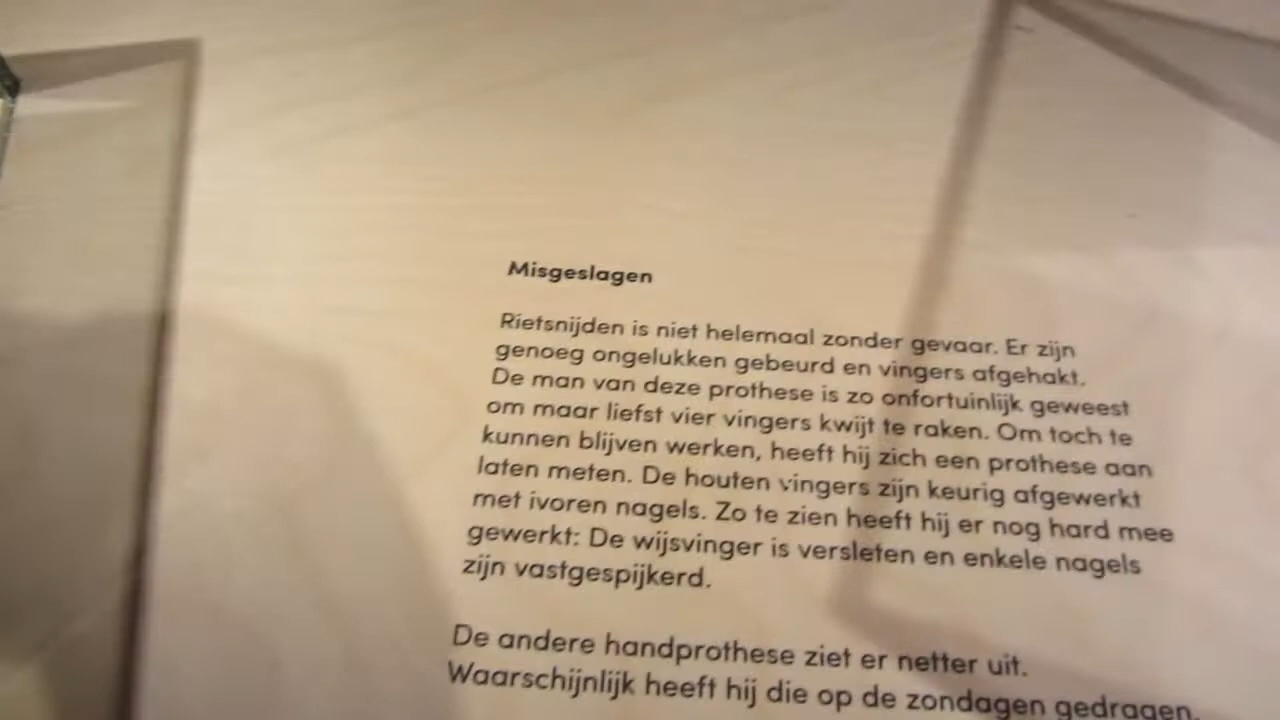 Misgeslagen
Rietsnijden is niet helemaal zonder gevaar. Er zijn
genoeg ongelukken gebeurd en vingers afgehakt.
De man van deze prothese is zo onfortuinlijk geweest
om maar liefst vier vingers kwijt te raken. Om toch te
kunnen blijven werken, heeft hij zich een prothese aan
laten meten. De houten vingers zijn keurig afgewerkt
met ivoren nagels. Zo te zien heeft hij er nog hard mee
gewerkt: De wijsvinger is versleten en enkele nagels
zijn vastgespijkerd.
De andere handprothese ziet er netter uit.
Waarschijnlijk heeft hij die op de zondagen gedragen.